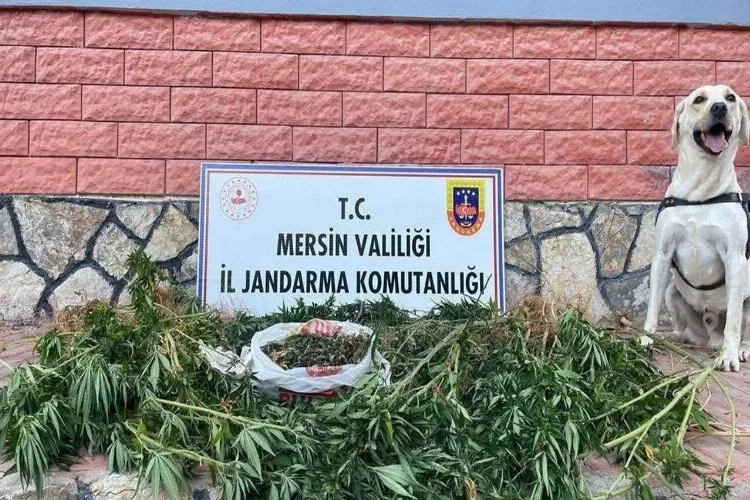 T.C.
MERSİN VALİLİĞİ
İL JANDARMA KOMUTANLIĞI